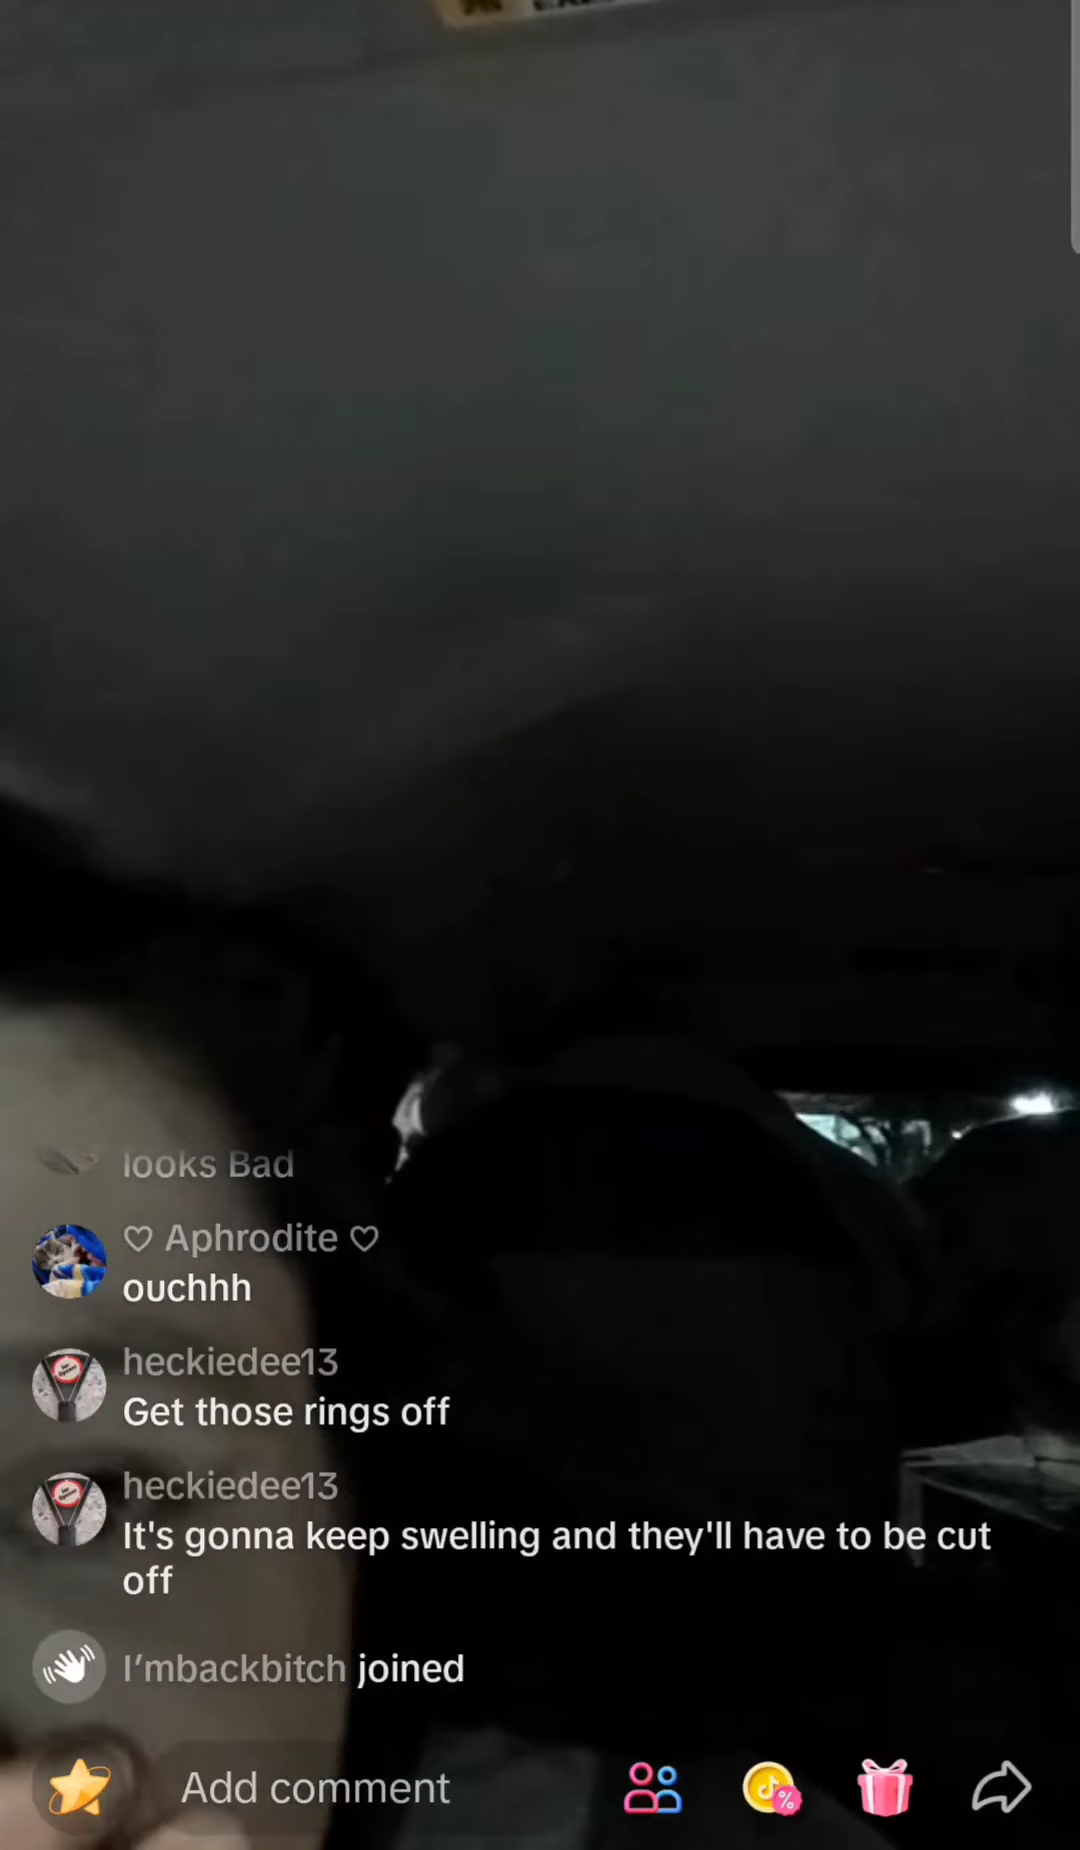 looks Bad
♡ Aphrodite ♡
ouchhh
heckiedee13
Get those rings off
heckiedee13
It's gonna keep swelling and they'll have to be cut
off
I'mbackbitch joined
Add comment